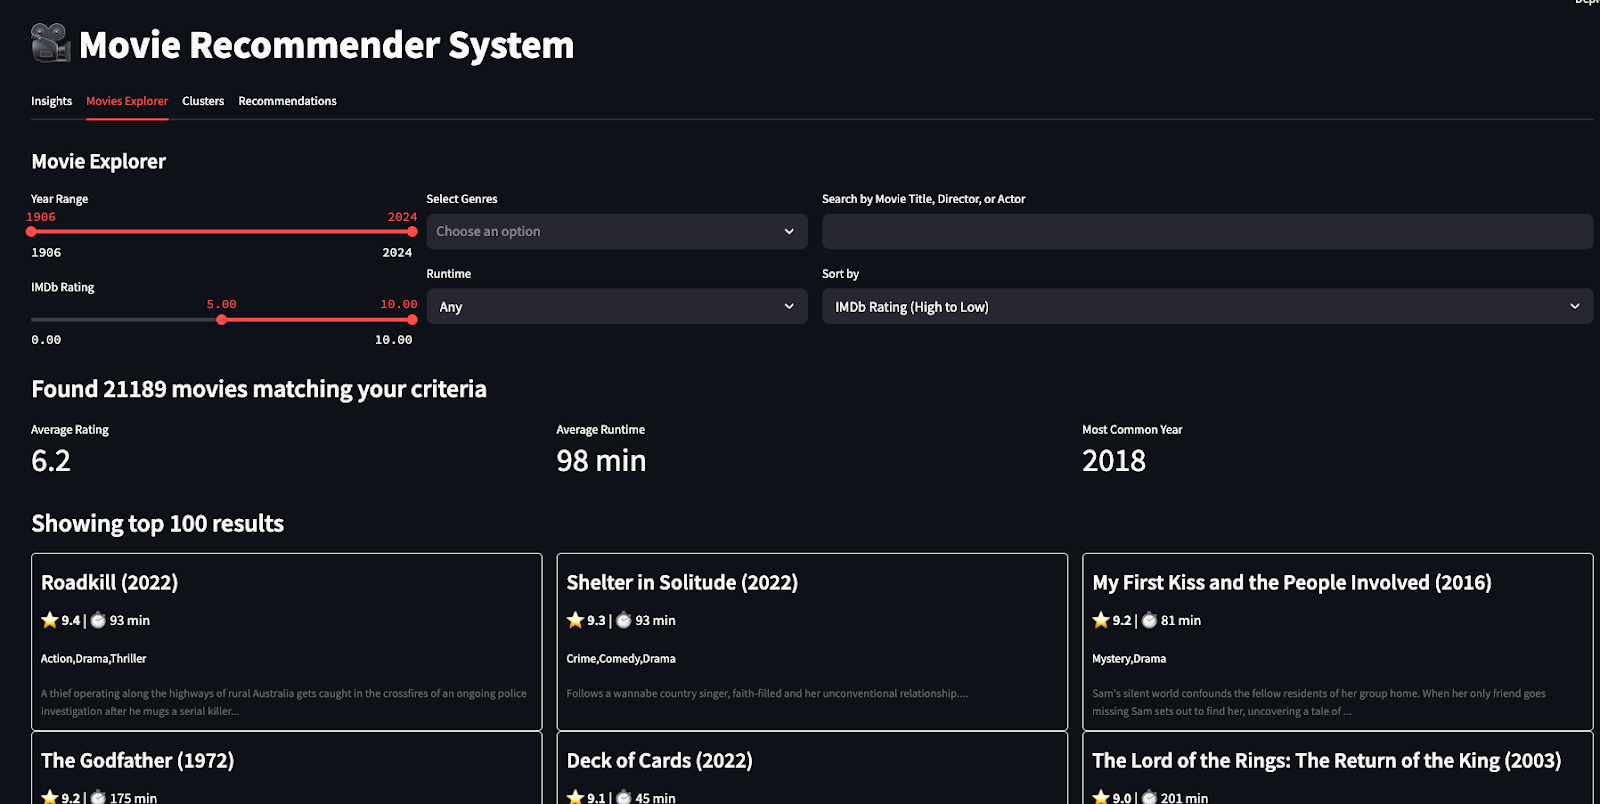 Movie Recommender System
Insights Movies Explorer Clusters Recommendations
Movie Explorer
Year Range
1906 2024
1906 2024
IMDb Rating
5.00 10.00
0.00 10.00
Select Genres
Choose an option
Runtime
Any
Search by Movie Title, Director, or Actor
Sort by
IMDb Rating (High to Low)
Found 21189 movies matching your criteria
Average Rating
6.2
Average Runtime
98 min
Most Common Year
2018
Showing top 100 results
Roadkill (2022)
9.4 | 93 min
Action,Drama,Thriller
A thief operating along the highways of rural Australia gets caught in the crossfires of an ongoing police
investigation after he mugs a serial killer...
Shelter in Solitude (2022)
9.3 | 93 min
Crime,Comedy,Drama
Follows a wannabe country singer, faith-filled and her unconventional relationship....
My First Kiss and the People Involved (2016)
9.2 | 81 min
Mystery,Drama
Sam's silent world confounds the fellow residents of her group home. When her only friend goes
missing Sam sets out to find her, uncovering a tale of ...
The Godfather (1972)
9.2 | 175 min
Deck of Cards (2022)
9.1 | 45 min
The Lord of the Rings: The Return of the King (2003)
9.0 | 201 min